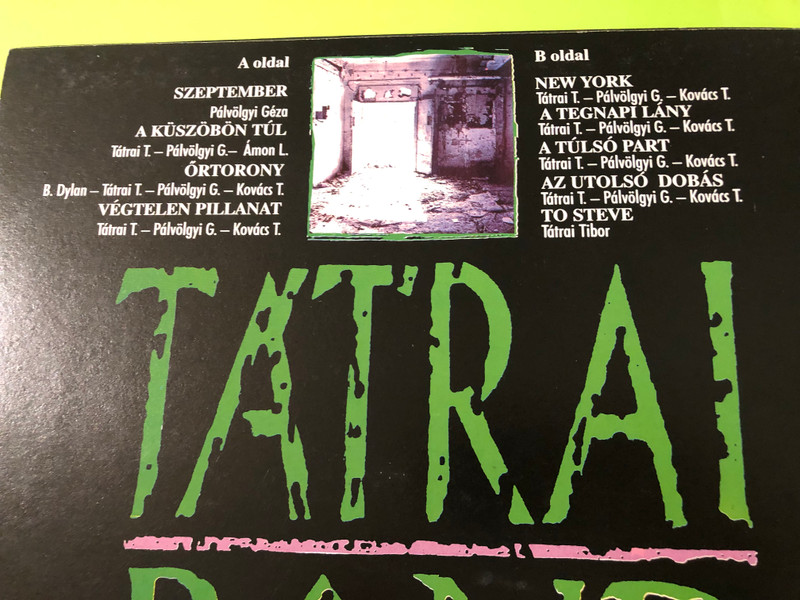 A oldal
SZEPTEMBER
Pálvölgyi Géza
A KÜSZÖBÖN TÚL
Tátrai T. – Pálvölgyi G.– Ámon L.
ŐRTORONY
B. Dylan – Tátrai T. – Pálvölgyi G. – Kovács T.
VÉGTELEN PILLANAT
Tátrai T. – Pálvölgyi G. – Kovács T.
B oldal
NEW YORK
Tátrai T. – Pálvölgyi G. – Kovács T.
A TEGNAPI LÁNY
Tátrai T. – Pálvölgyi G. – Kovács T.
A TÚLSÓ PART
Tátrai T. – Pálvölgyi G. – Kovács T.
AZ UTOLSÓ DOBÁS
Tátrai T. – Pálvölgyi G. – Kovács T.
TO STEVE
Tátrai Tibor
TÁTRAI